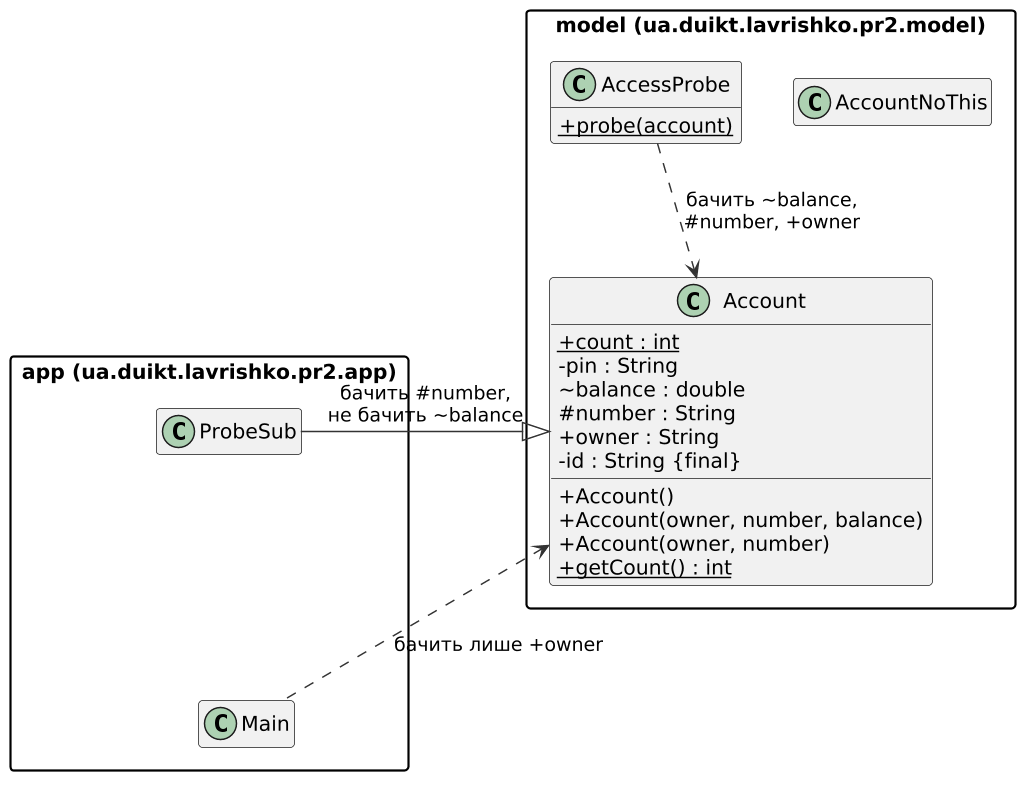 model (ua.duikt.lavrishko.pr2.model)
C AccessProbe
+probe(account)
C AccountNoThis
бачить ~balance,
#number, +owner
C Account
+count : int
-pin : String
~balance : double
#number : String
+owner : String
-id : String {final}
+Account()
+Account(owner, number, balance)
+Account(owner, number)
+getCount() : int
app (ua.duikt.lavrishko.pr2.app)
бачить #number,
не бачить ~balance
C ProbeSub
бачить лише +owner
C Main